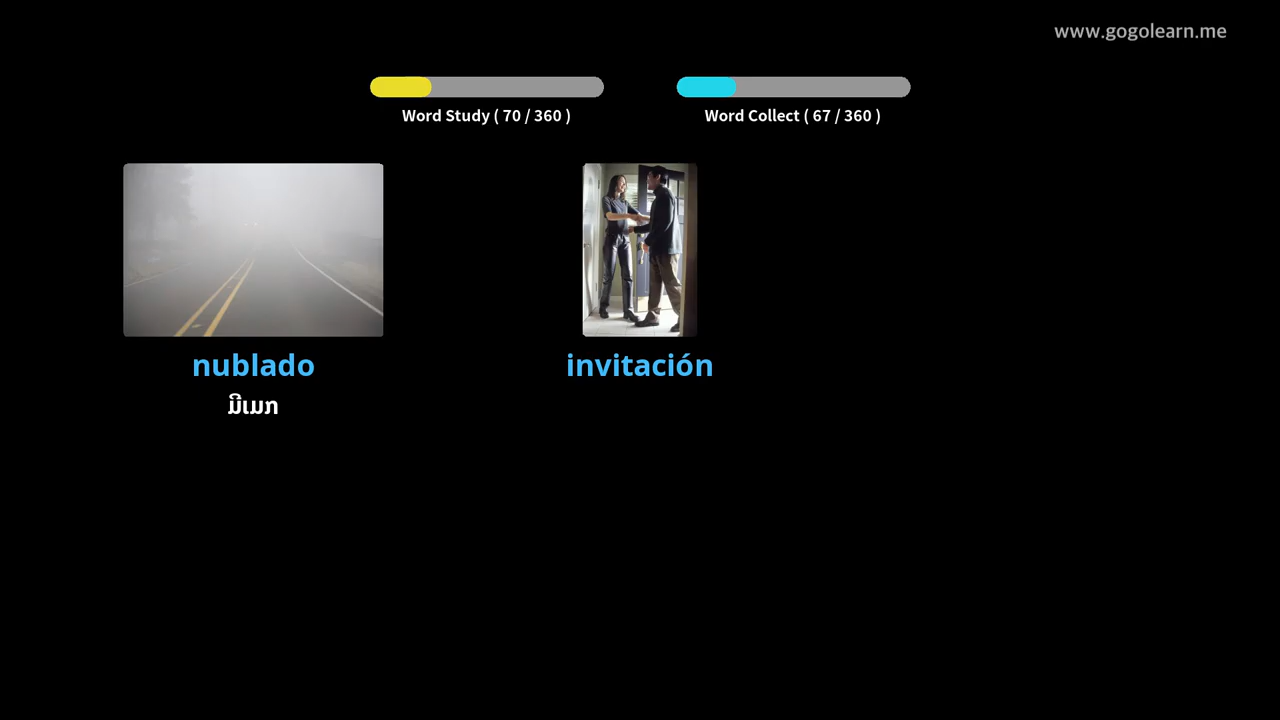 www.gogolearn.me
Word Study ( 70 / 360 )
Word Collect ( 67 / 360 )
nublado
ມີເມກ
invitación